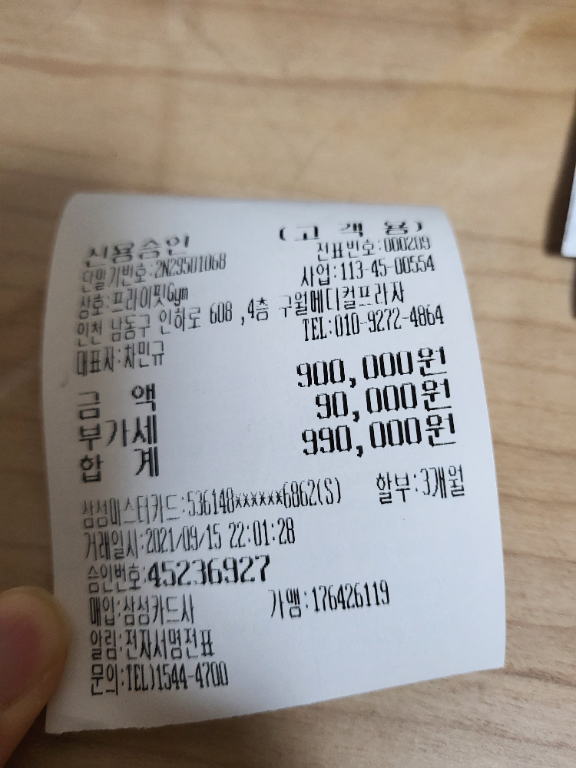 신용승인 (고 객 용)
단말기번호:2N29501068 전표번호:000209
상호:프라이핏Gym 사업:113-45-00554
인천 남동구 인하로 608 ,4층 구월메디컬프라자
대표자:차민규 TEL:010-9272-4864
금 액 900,000원
부가세 90,000원
합 계 990,000원
삼성마스터카드:536148******6862(S) 할부:3개월
거래일시:2021/09/15 22:01:28
승인번호:45236927
매입:삼성카드사 가맹:176426119
알림:전자서명전표
문의:TEL)1544-4700